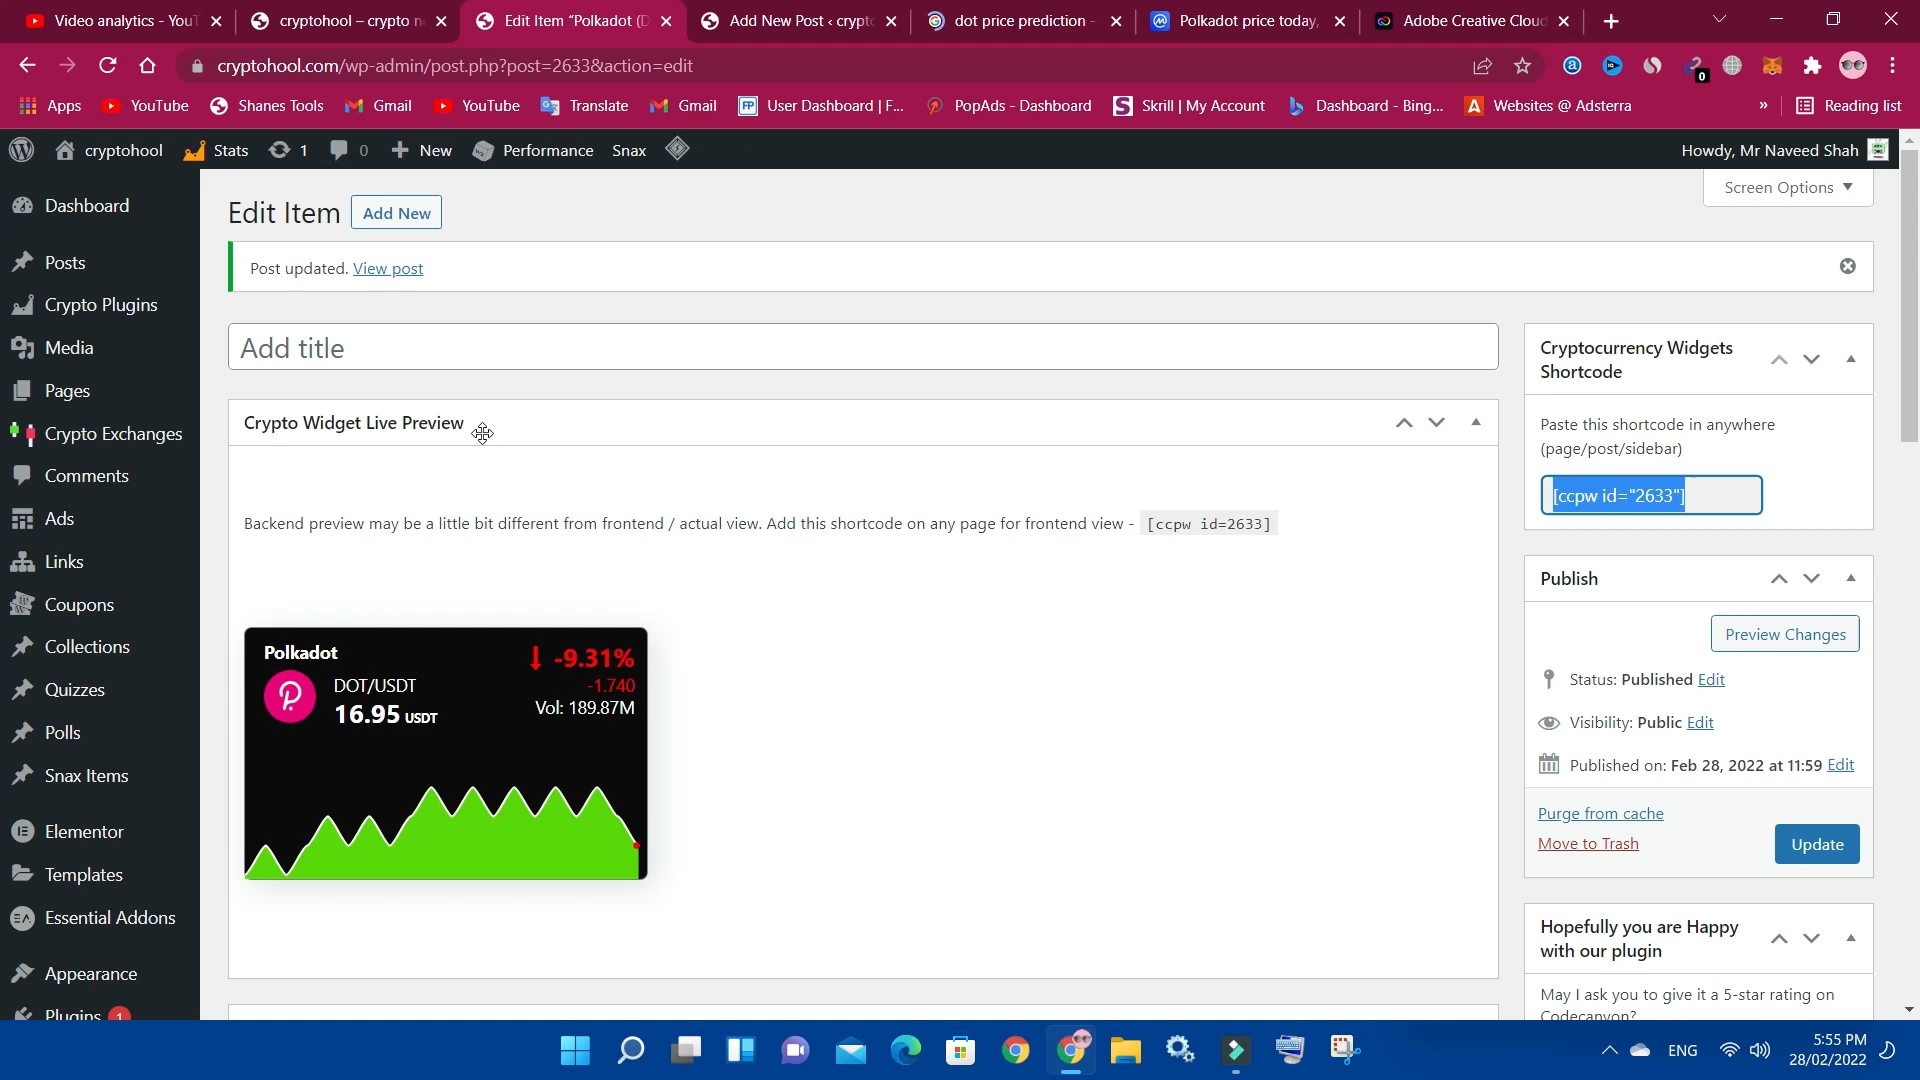 Video analytics - YouT
cryptohool – crypto n
Edit Item "Polkadot (D
Add New Post ‹ crypto
dot price prediction -
Polkadot price today,
Adobe Creative Cloud
cryptohool.com/wp-admin/post.php?post=2633&action=edit
0
Apps
YouTube
Shanes Tools
Gmail
YouTube
Translate
Gmail
User Dashboard | F...
PopAds - Dashboard
Skrill | My Account
Dashboard - Bing...
Websites @ Adsterra
»
Reading list
cryptohool
Stats
1
0
New
Performance
Snax
Howdy, Mr Naveed Shah
Screen Options
Dashboard
Posts
Crypto Plugins
Media
Pages
Crypto Exchanges
Comments
Ads
Links
Coupons
Collections
Quizzes
Polls
Snax Items
Elementor
Templates
Essential Addons
Appearance
Plugins 1
Edit Item
Add New
Post updated. View post
Add title
Crypto Widget Live Preview
Backend preview may be a little bit different from frontend / actual view. Add this shortcode on any page for frontend view - [ccpw id=2633]
Polkadot
-9.31%
DOT/USDT
-1.740
16.95 USDT
Vol: 189.87M
Cryptocurrency Widgets
Shortcode
Paste this shortcode in anywhere
(page/post/sidebar)
[ccpw id="2633"]
Publish
Preview Changes
Status: Published Edit
Visibility: Public Edit
Published on: Feb 28, 2022 at 11:59 Edit
Purge from cache
Move to Trash
Update
Hopefully you are Happy
with our plugin
May I ask you to give it a 5-star rating on
Codecanyon?
ENG
5:55 PM
28/02/2022